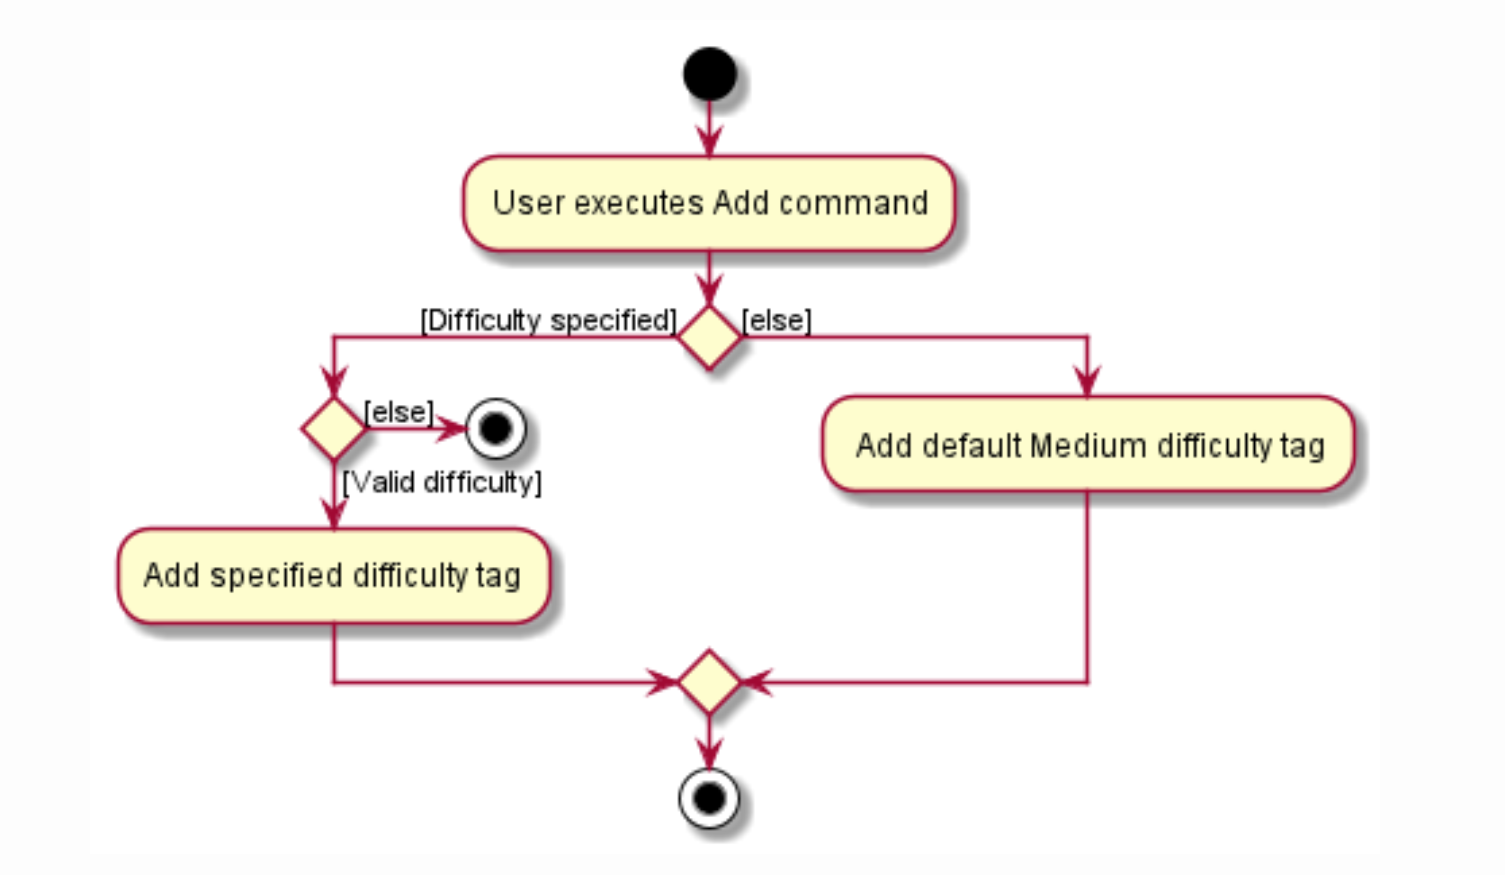 User executes Add command
[Difficulty specified]
[else]
[else]
[Valid difficulty]
Add default Medium difficulty tag
Add specified difficulty tag